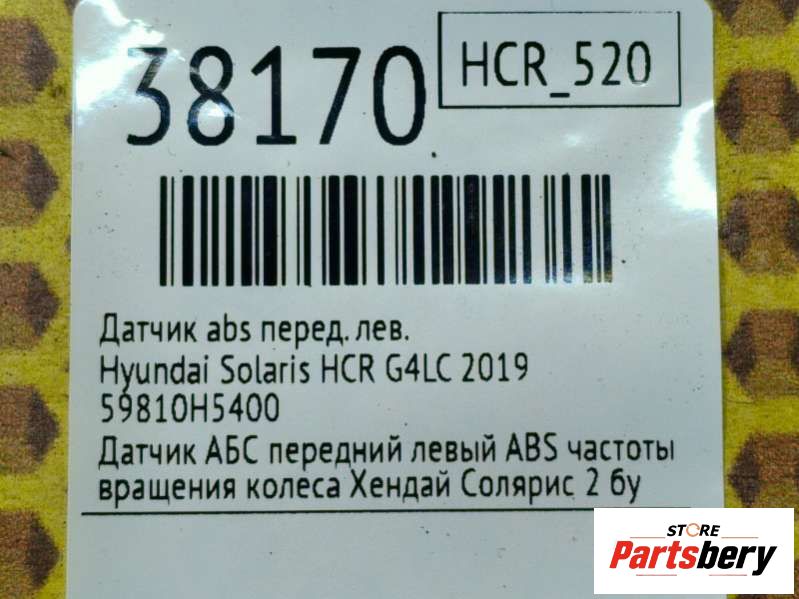 38170
HCR_520
Датчик abs перед. лев.
Hyundai Solaris HCR G4LC 2019
59810H5400
Датчик АБС передний левый ABS частоты
вращения колеса Хендай Солярис 2 бу
STORE
Partsbery